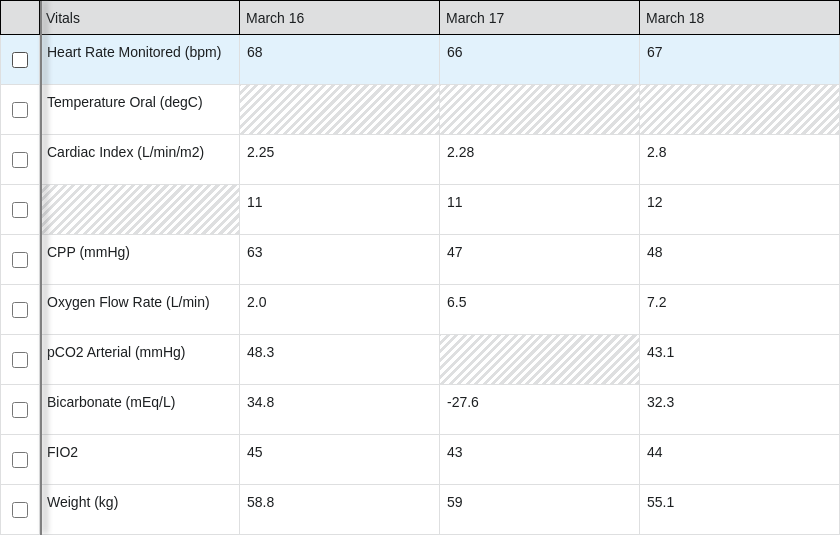 Vitals March 16 March 17 March 18
Heart Rate Monitored (bpm) 68 66 67
Temperature Oral (degC)
Cardiac Index (L/min/m2) 2.25 2.28 2.8
11 11 12
CPP (mmHg) 63 47 48
Oxygen Flow Rate (L/min) 2.0 6.5 7.2
pCO2 Arterial (mmHg) 48.3 43.1
Bicarbonate (mEq/L) 34.8 -27.6 32.3
FIO2 45 43 44
Weight (kg) 58.8 59 55.1